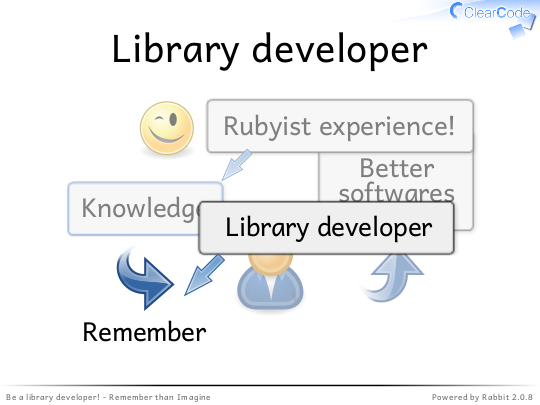 ClearCode
Library developer
Rubyist experience!
Better
softwares
Knowledge
Library developer
Remember
Be a library developer! - Remember than Imagine
Powered by Rabbit 2.0.8